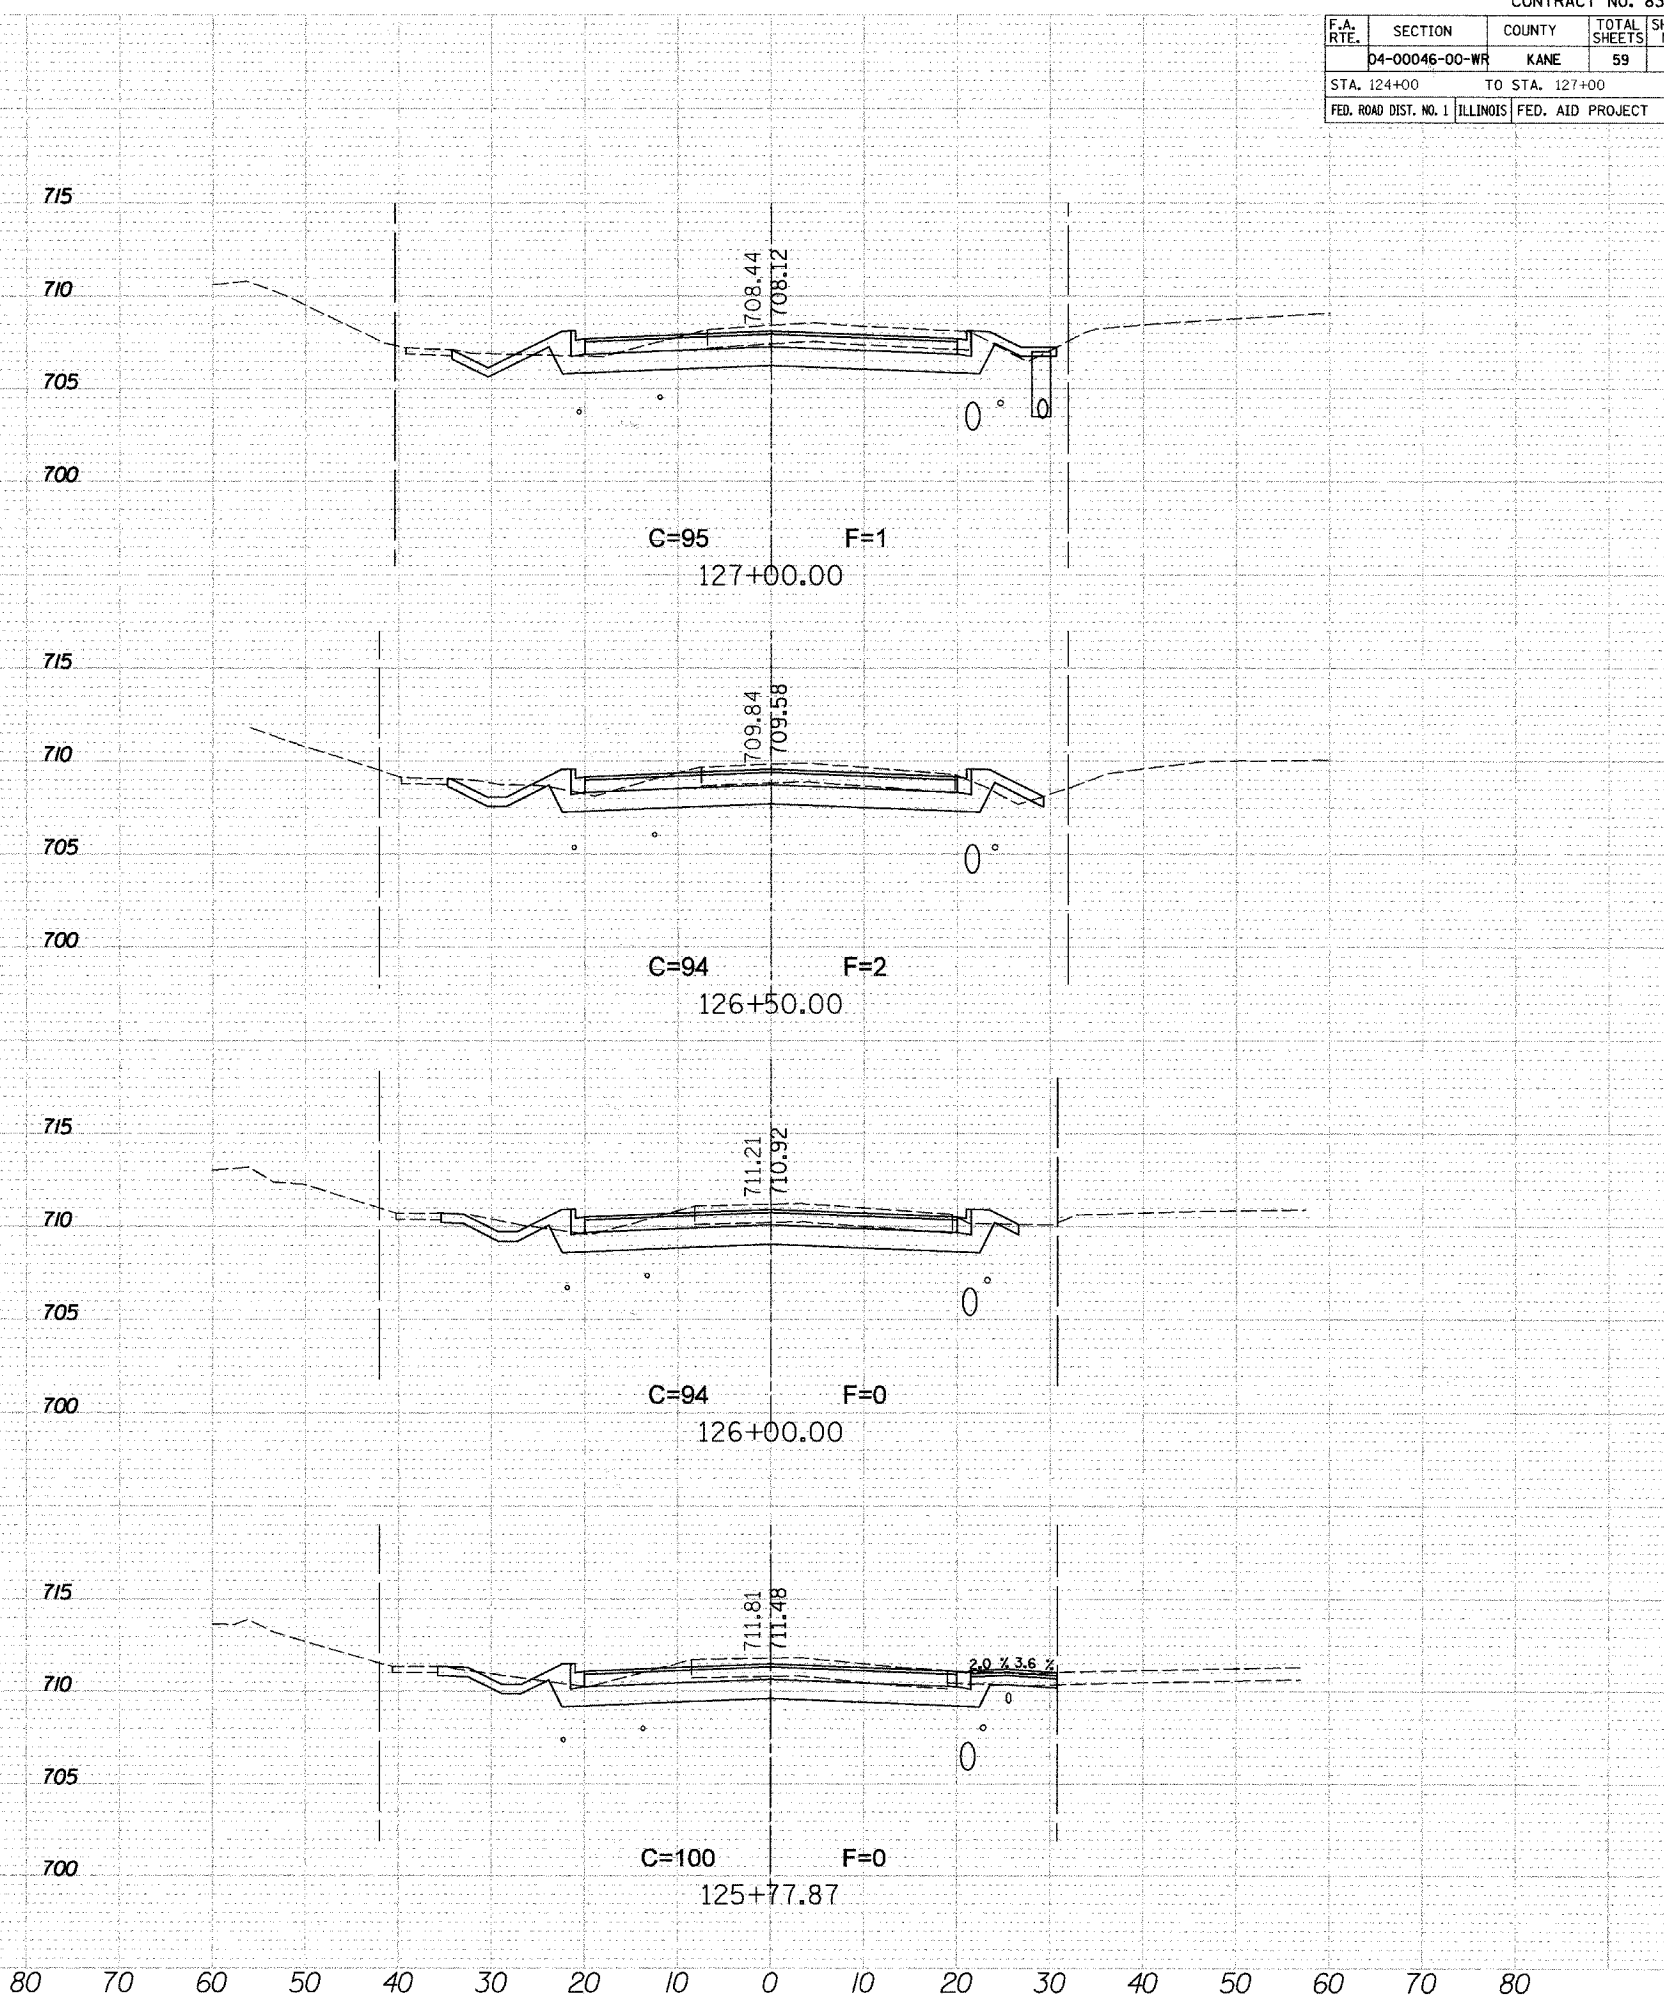 CONTRACT NO. 83
F.A. RTE. SECTION COUNTY TOTAL SHEETS
04-00046-00-WR KANE 59
STA. 124+00 TO STA. 127+00
FED. ROAD DIST. NO. 1 ILLINOIS FED. AID PROJECT
715
710
705
700
708.44
708.12
C=95 F=1
127+00.00
715
710
705
700
709.84
709.58
C=94 F=2
126+50.00
715
710
705
700
711.21
710.92
C=94 F=0
126+00.00
715
710
705
700
711.81
711.48
2.0 % 3.6 %
C=100 F=0
125+77.87
80 70 60 50 40 30 20 10 0 10 20 30 40 50 60 70 80